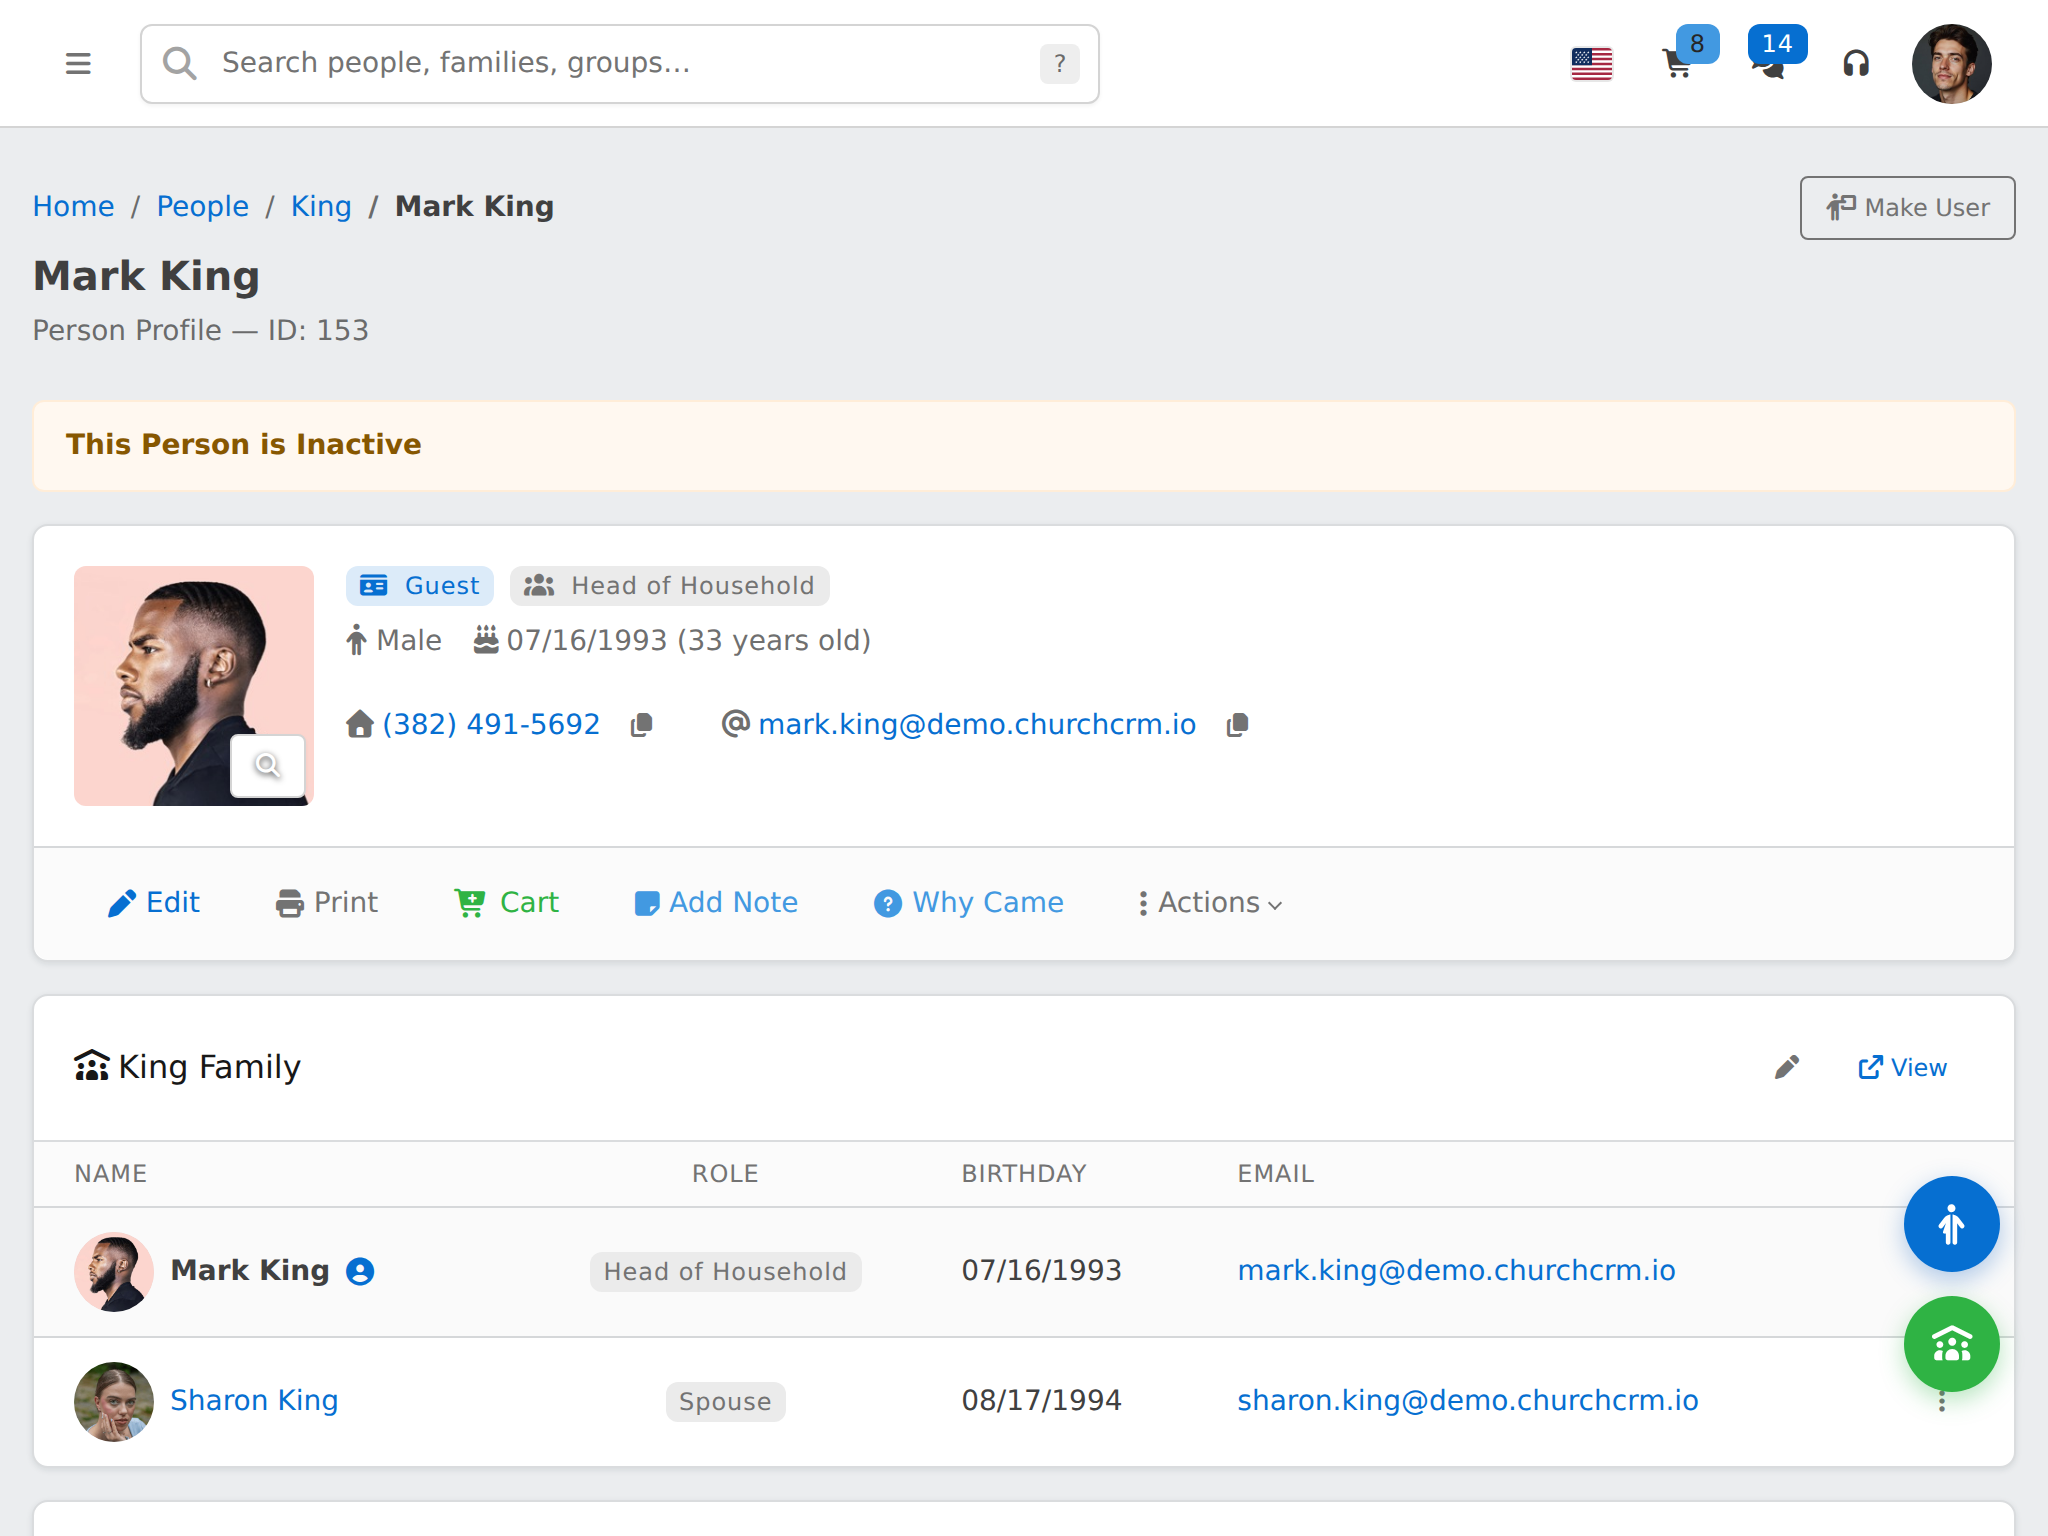 Search people, families, groups...
?
8
14
Home / People / King / Mark King
Make User
Mark King
Person Profile — ID: 153
This Person is Inactive
Guest
Head of Household
Male
07/16/1993 (33 years old)
(382) 491-5692
mark.king@demo.churchcrm.io
Edit
Print
Cart
Add Note
Why Came
Actions
King Family
View
NAME ROLE BIRTHDAY EMAIL
Mark King Head of Household 07/16/1993 mark.king@demo.churchcrm.io
Sharon King Spouse 08/17/1994 sharon.king@demo.churchcrm.io